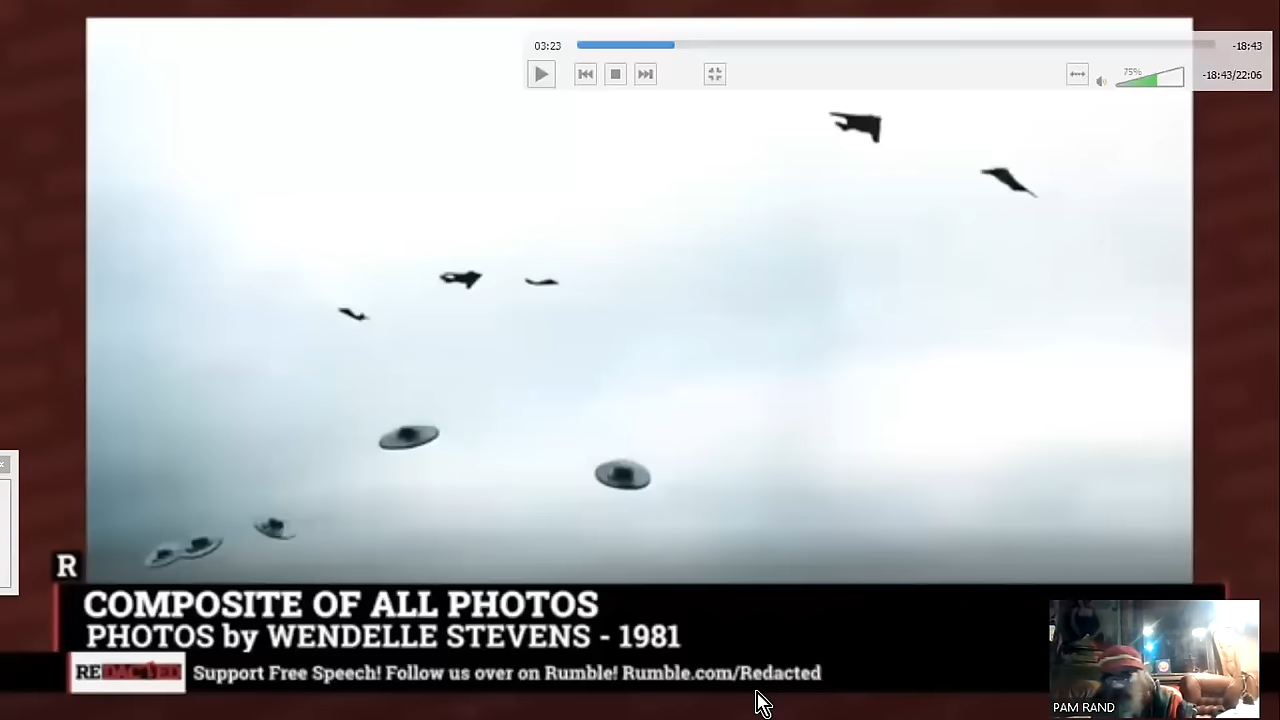 03:23
-18:43
75%
-18:43/22:06
R
COMPOSITE OF ALL PHOTOS
PHOTOS by WENDELLE STEVENS - 1981
REDACTED
Support Free Speech! Follow us over on Rumble! Rumble.com/Redacted
PAM RAND